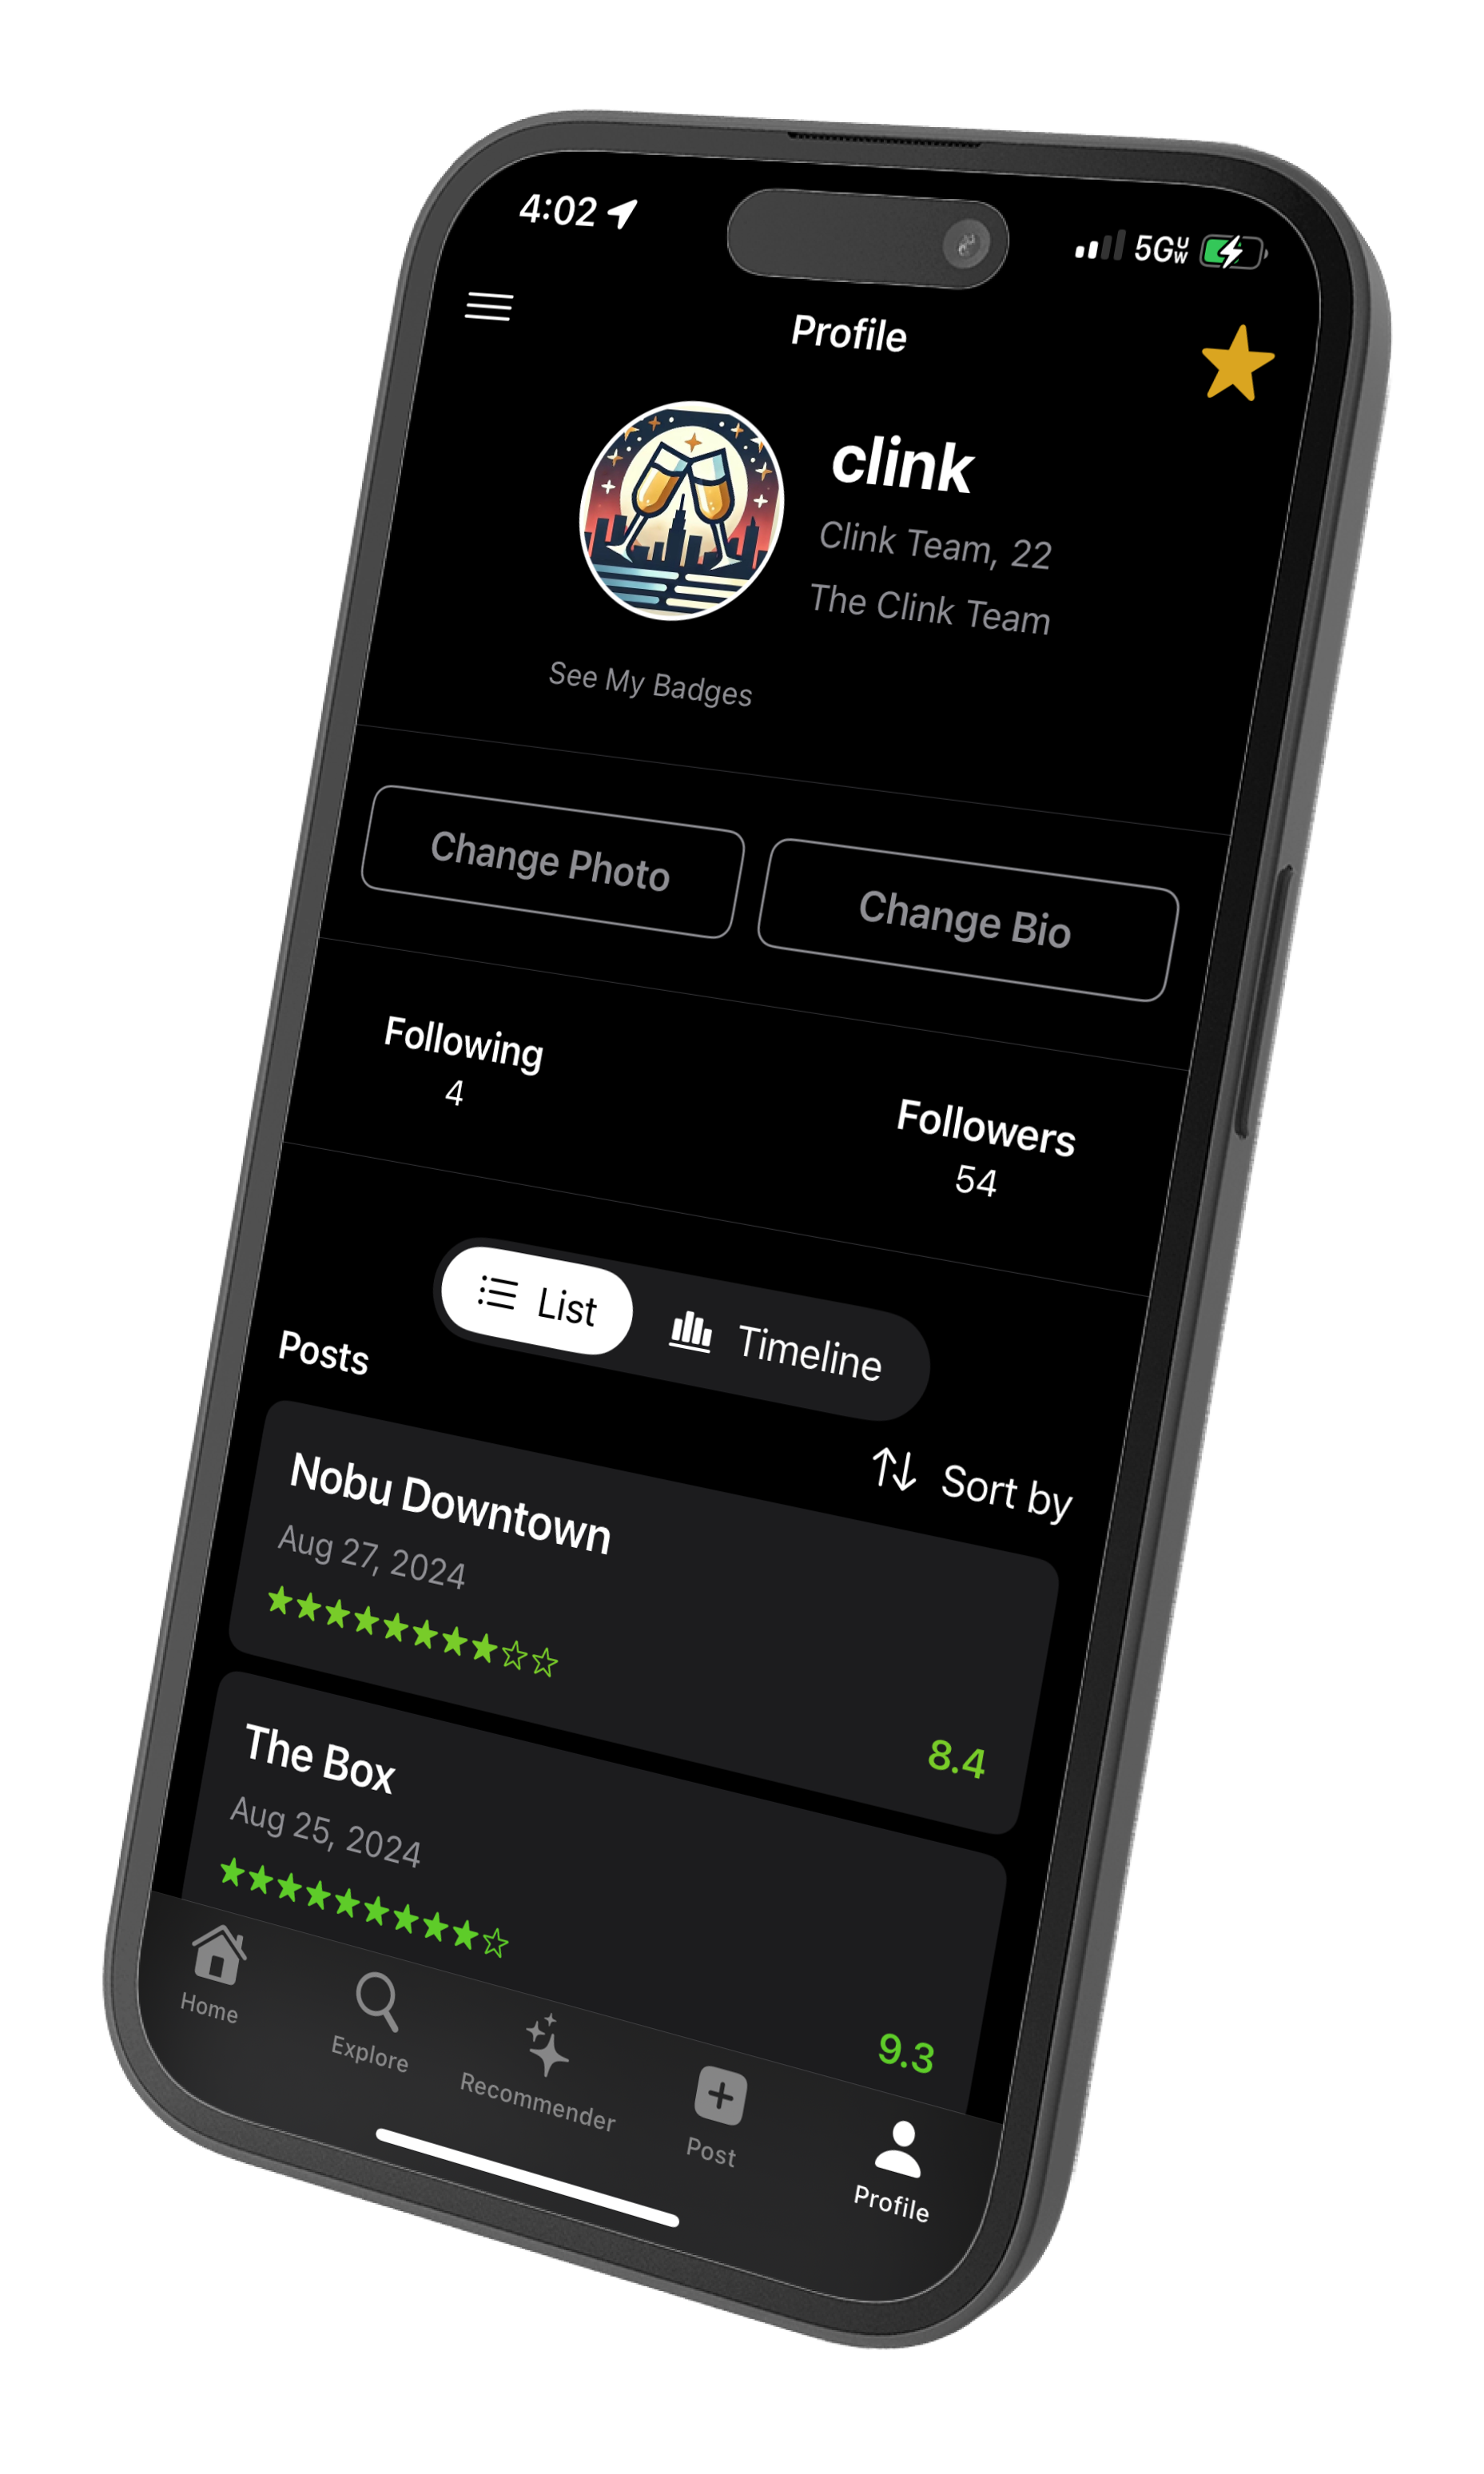 4:02
5G UW
Profile
clink
Clink Team, 22
The Clink Team
See My Badges
Change Photo
Change Bio
Following
4
Followers
54
List
Timeline
Posts
Sort by
Nobu Downtown
Aug 27, 2024
★★★★★★★★☆☆
8.4
The Box
Aug 25, 2024
★★★★★★★★★☆
9.3
Home
Explore
Recommender
Post
Profile